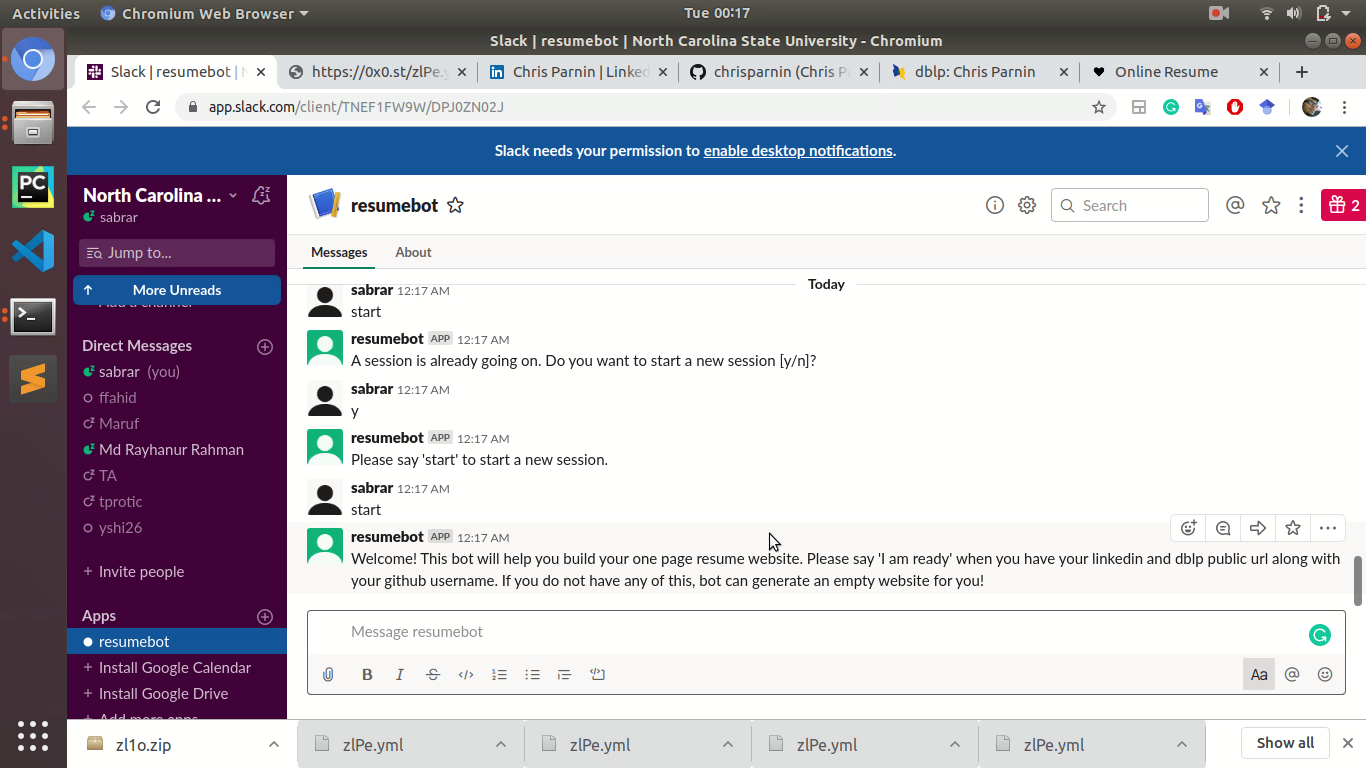 Activities
Chromium Web Browser
Tue 00:17
Slack | resumebot | North Carolina State University - Chromium
Slack | resumebot |
https://0x0.st/zlPe.y
Chris Parnin | Linked
chrisparnin (Chris P
dblp: Chris Parnin
Online Resume
app.slack.com/client/TNEF1FW9W/DPJ0ZN02J
Slack needs your permission to enable desktop notifications.
North Carolina ...
sabrar
Jump to...
More Unreads
Add a channel
Direct Messages
sabrar (you)
ffahid
Maruf
Md Rayhanur Rahman
TA
tprotic
yshi26
+ Invite people
Apps
resumebot
+ Install Google Calendar
+ Install Google Drive
+ Add more apps
resumebot
Search
2
Messages
About
Today
sabrar 12:17 AM
start
resumebot APP 12:17 AM
A session is already going on. Do you want to start a new session [y/n]?
sabrar 12:17 AM
y
resumebot APP 12:17 AM
Please say 'start' to start a new session.
sabrar 12:17 AM
start
resumebot APP 12:17 AM
Welcome! This bot will help you build your one page resume website. Please say 'I am ready' when you have your linkedin and dblp public url along with
your github username. If you do not have any of this, bot can generate an empty website for you!
Message resumebot
B I S </> Aa @
PC
zl1o.zip
zlPe.yml
zlPe.yml
zlPe.yml
zlPe.yml
Show all